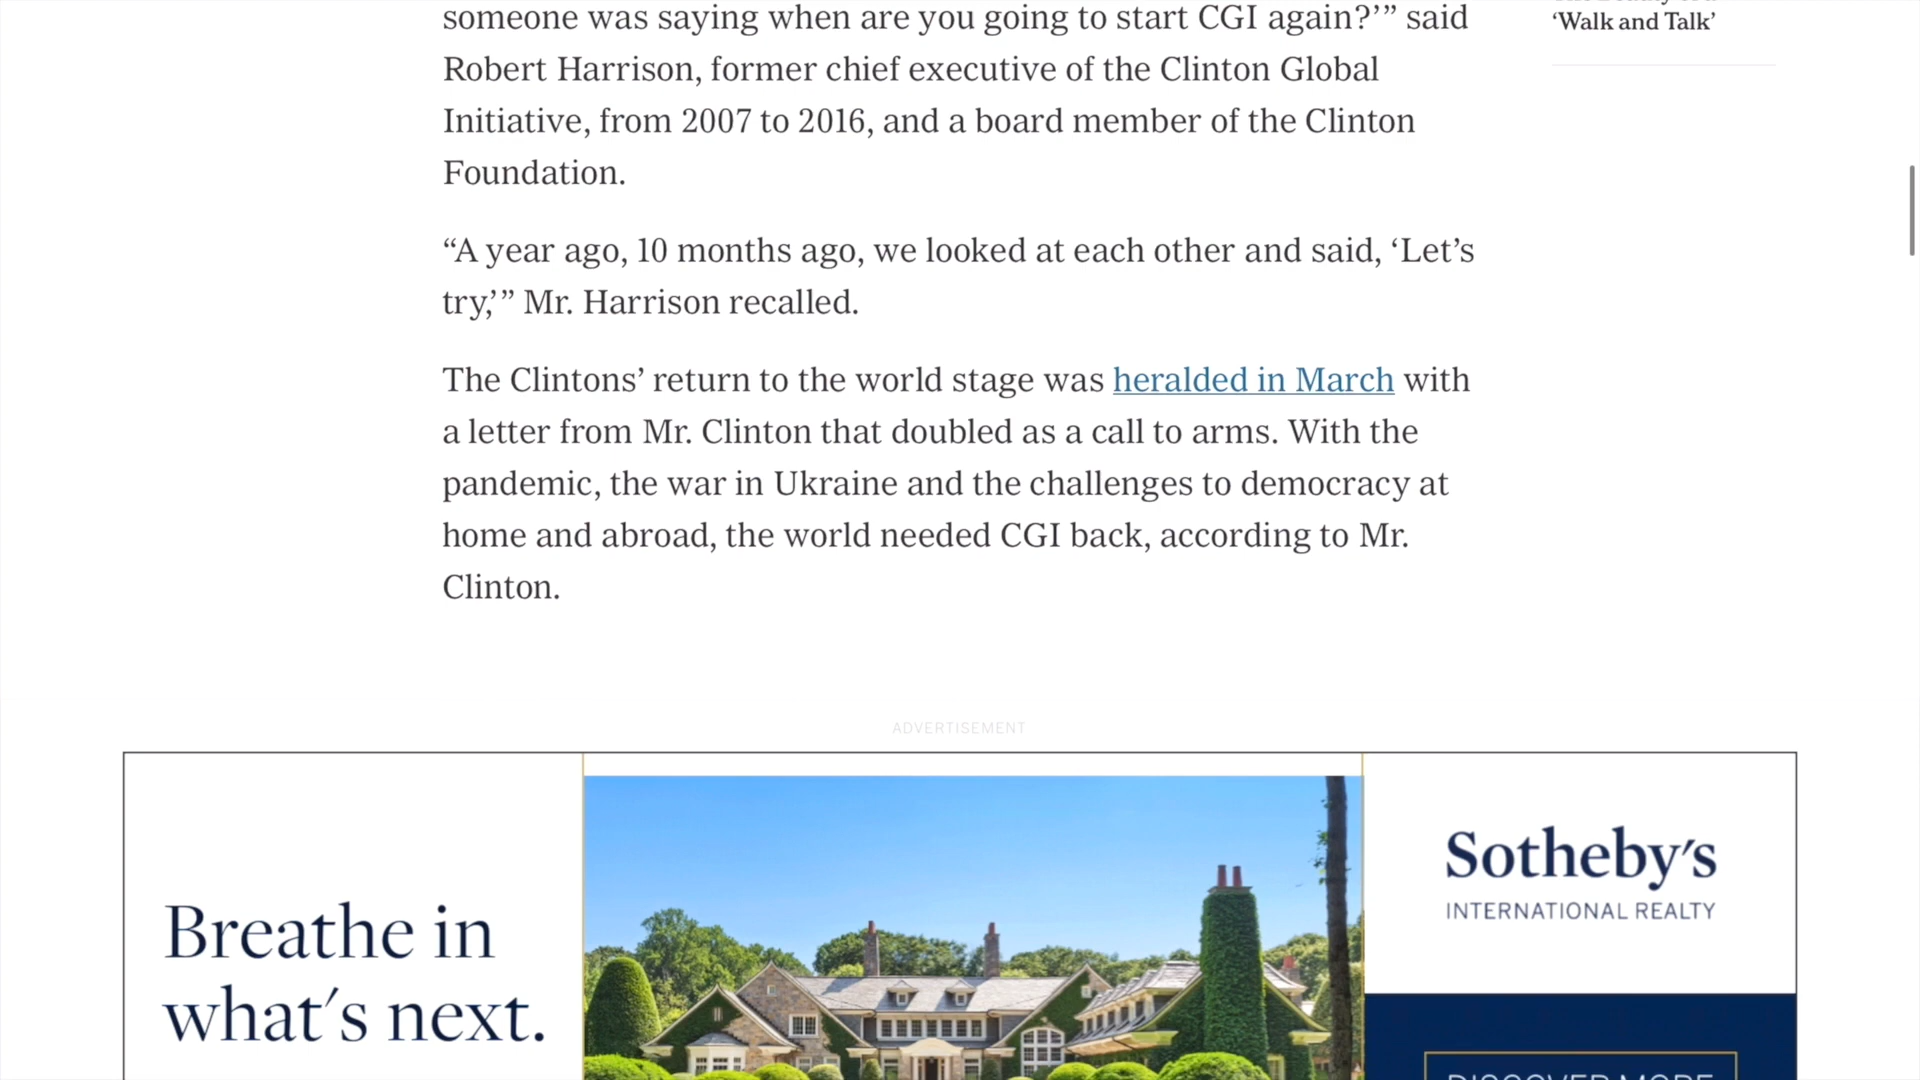 someone was saying when are you going to start CGI again?’” said
Robert Harrison, former chief executive of the Clinton Global
Initiative, from 2007 to 2016, and a board member of the Clinton
Foundation.
“A year ago, 10 months ago, we looked at each other and said, ‘Let’s
try,’” Mr. Harrison recalled.
The Clintons’ return to the world stage was heralded in March with
a letter from Mr. Clinton that doubled as a call to arms. With the
pandemic, the war in Ukraine and the challenges to democracy at
home and abroad, the world needed CGI back, according to Mr.
Clinton.
‘Walk and Talk’
ADVERTISEMENT
Breathe in
what's next.
Sotheby's
INTERNATIONAL REALTY
DISCOVER MORE